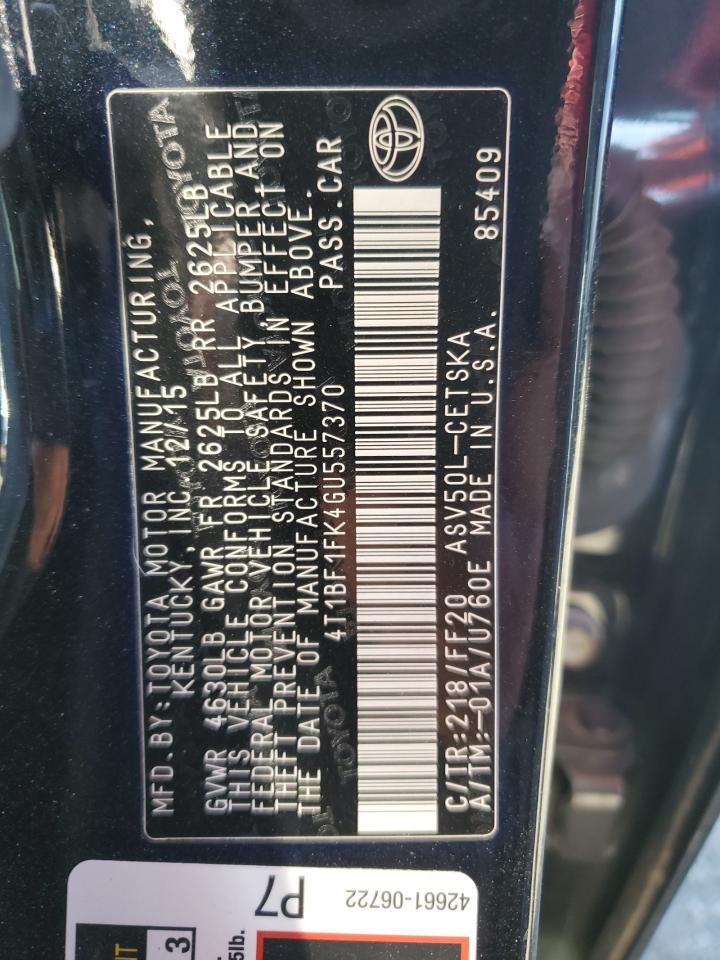 MFD.BY:TOYOTA MOTOR MANUFACTURING,
KENTUCKY, INC 12/15
GVWR 4630LB GAWR FR 2625LB RR 2625LB
THIS VEHICLE CONFORMS TO ALL APPLICABLE
FEDERAL MOTOR VEHICLE SAFETY, BUMPER AND
THEFT PREVENTION STANDARDS IN EFFECT ON
THE DATE OF MANUFACTURE SHOWN ABOVE.
4T1BF1FK4GU557370 PASS.CAR
C/TR:218/FF20 ASV50L-CETSKA
A/TM:-01A/U760E MADE IN U.S.A. 85409
P7
42661-06722
3
5lb.